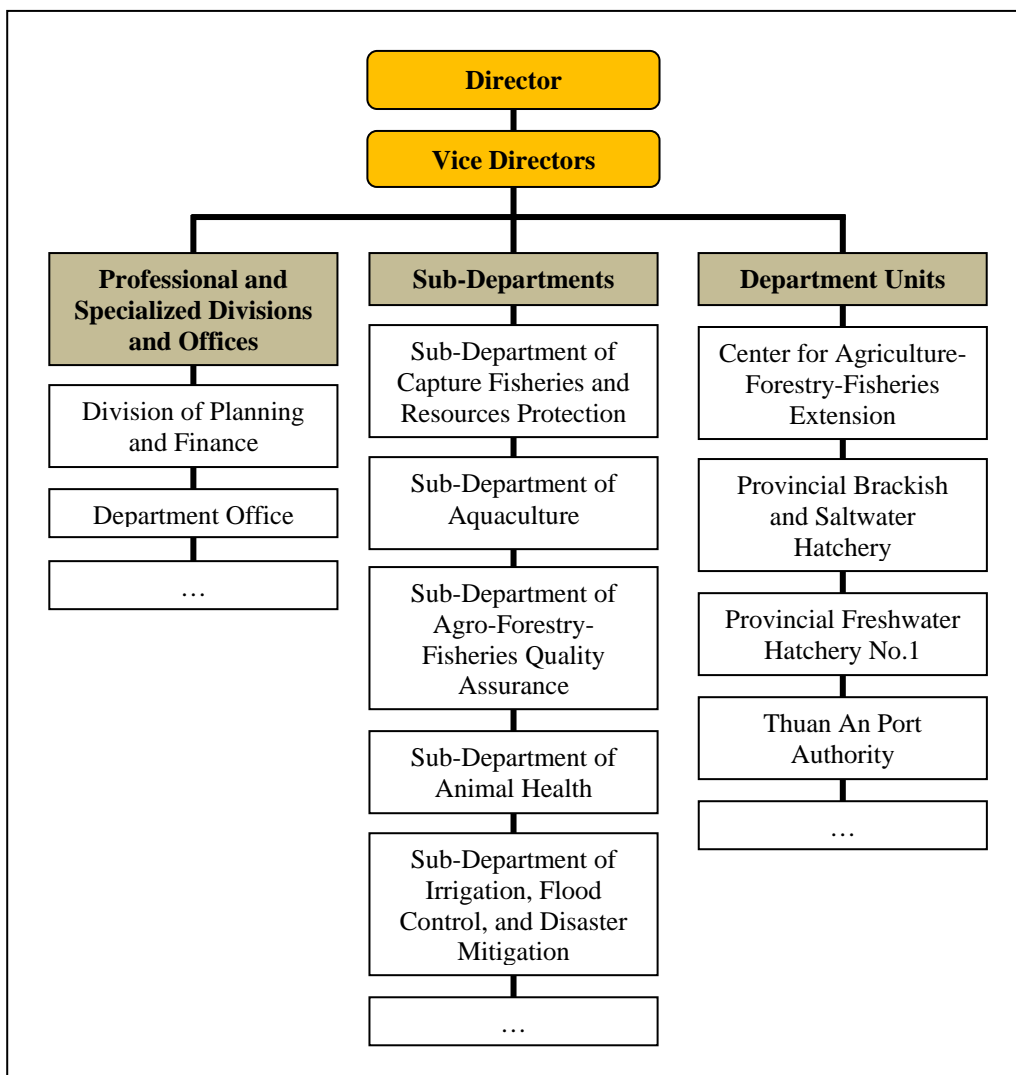 Director
Vice Directors
Professional and
Specialized Divisions
and Offices
Division of Planning
and Finance
Department Office
…
Sub-Departments
Sub-Department of
Capture Fisheries and
Resources Protection
Sub-Department of
Aquaculture
Sub-Department of
Agro-Forestry-
Fisheries Quality
Assurance
Sub-Department of
Animal Health
Sub-Department of
Irrigation, Flood
Control, and Disaster
Mitigation
…
Department Units
Center for Agriculture-
Forestry-Fisheries
Extension
Provincial Brackish
and Saltwater
Hatchery
Provincial Freshwater
Hatchery No.1
Thuan An Port
Authority
…